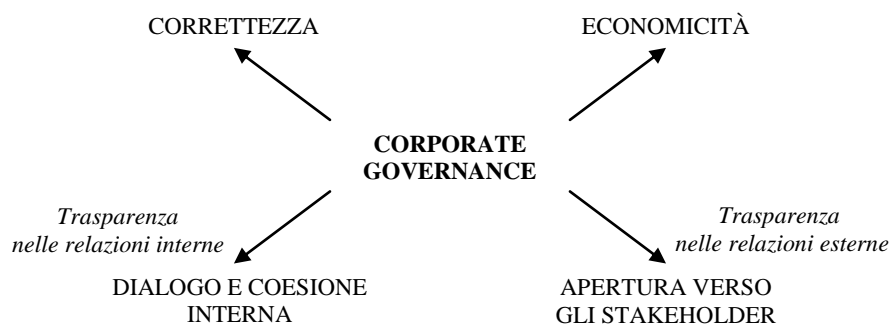 CORRETTEZZA
ECONOMICITÀ
CORPORATE
GOVERNANCE
Trasparenza
nelle relazioni interne
Trasparenza
nelle relazioni esterne
DIALOGO E COESIONE
INTERNA
APERTURA VERSO
GLI STAKEHOLDER